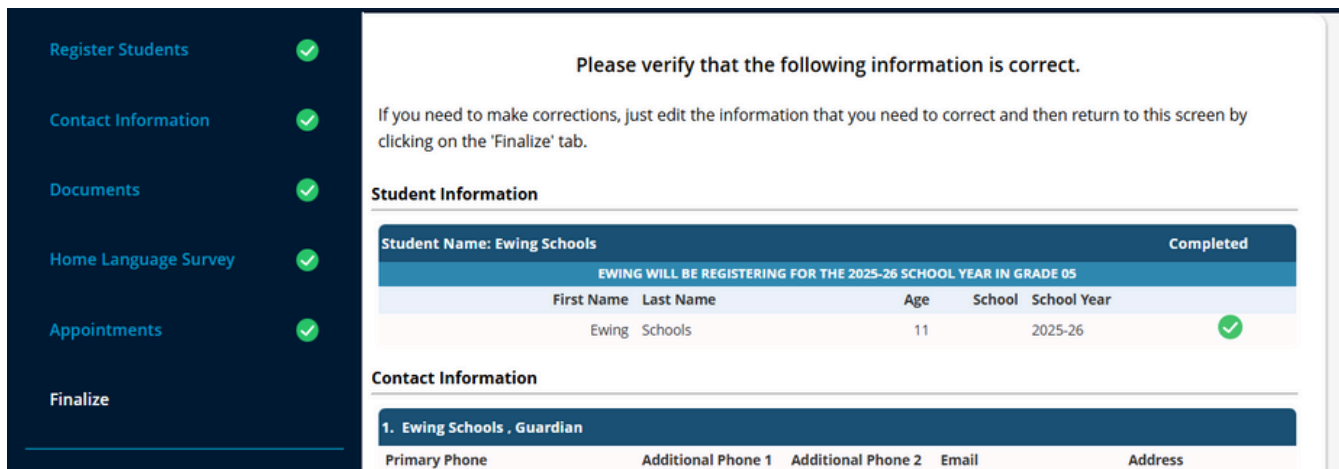 Register Students
Contact Information
Documents
Home Language Survey
Appointments
Finalize
Please verify that the following information is correct.
If you need to make corrections, just edit the information that you need to correct and then return to this screen by
clicking on the 'Finalize' tab.
Student Information
Student Name: Ewing Schools Completed
EWING WILL BE REGISTERING FOR THE 2025-26 SCHOOL YEAR IN GRADE 05
First Name Last Name Age School School Year
Ewing Schools 11 2025-26
Contact Information
1. Ewing Schools , Guardian
Primary Phone Additional Phone 1 Additional Phone 2 Email Address